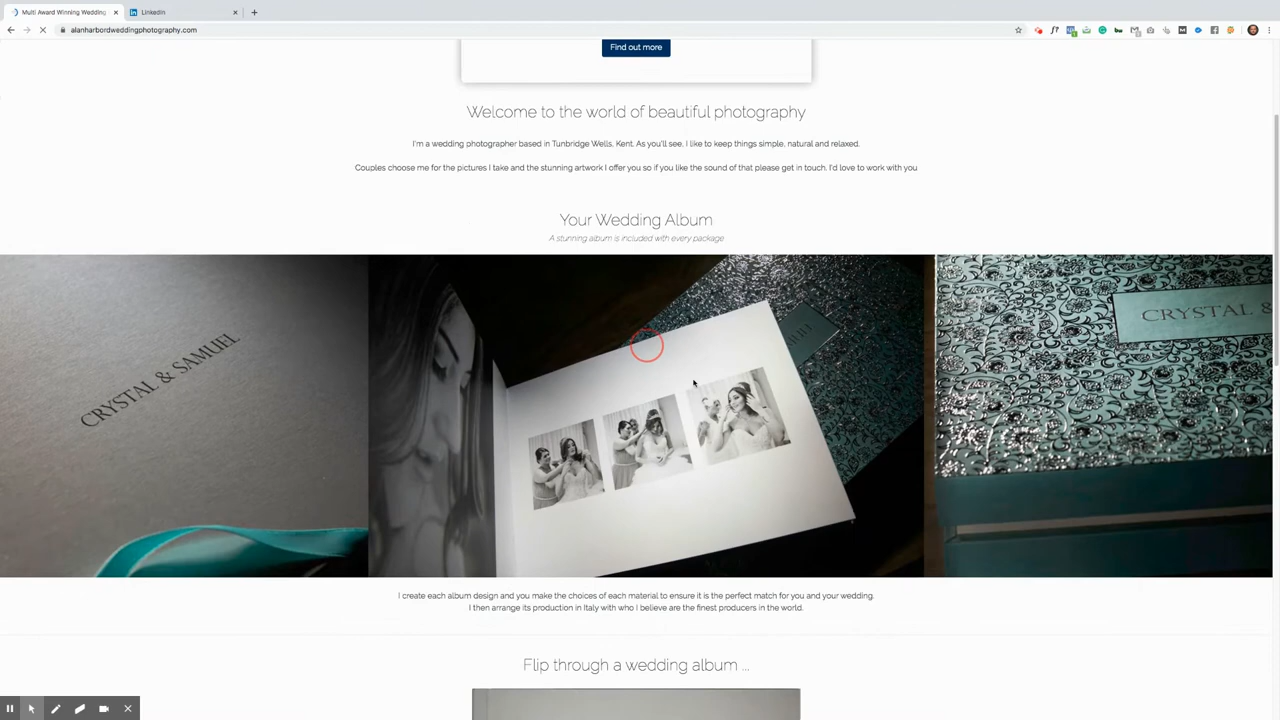 Multi Award Winning Wedding
LinkedIn
alanharbordweddingphotography.com
Find out more
Welcome to the world of beautiful photography
I'm a wedding photographer based in Tunbridge Wells, Kent. As you'll see, I like to keep things simple, natural and relaxed.
Couples choose me for the pictures I take and the stunning artwork I offer you so if you like the sound of that please get in touch. I'd love to work with you
Your Wedding Album
A stunning album is included with every package
CRYSTAL & SAMUEL
CRYSTAL &
I create each album design and you make the choices of each material to ensure it is the perfect match for you and your wedding.
I then arrange its production in Italy with who I believe are the finest producers in the world.
Flip through a wedding album ...